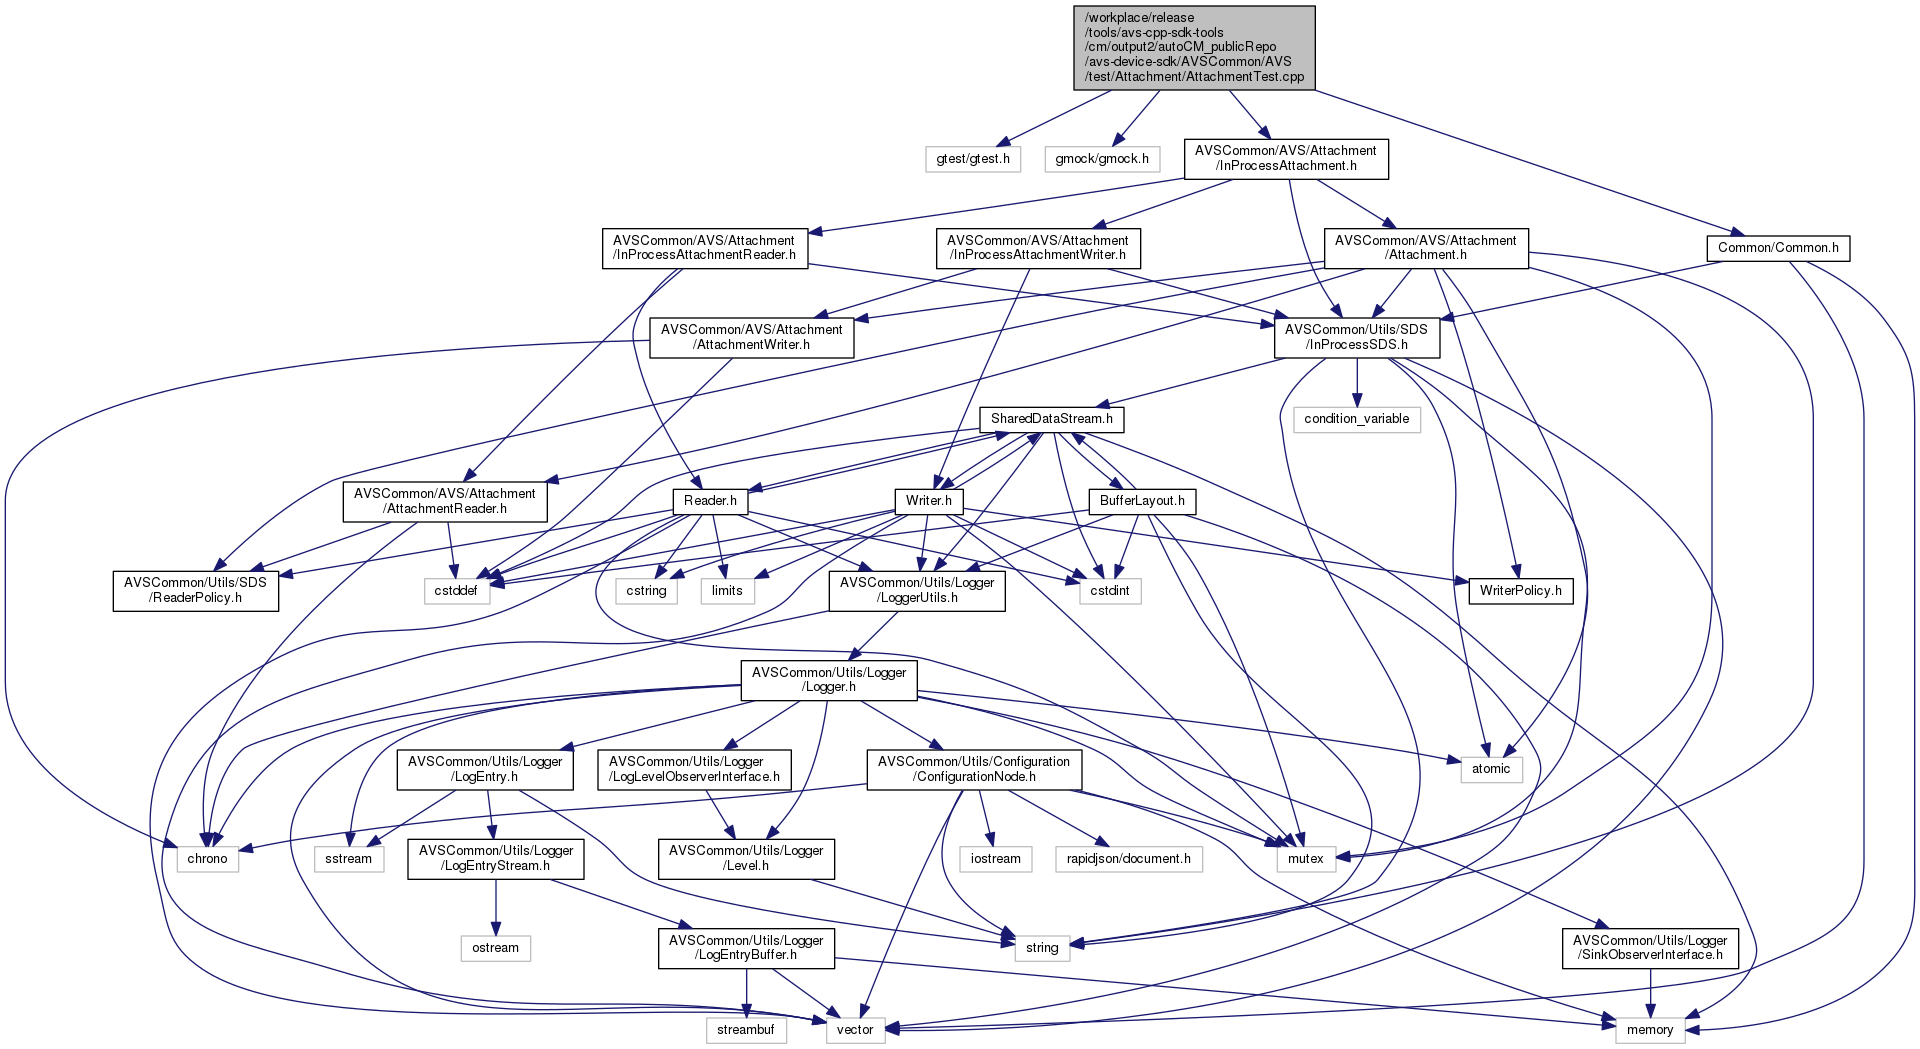 /workplace/release
/tools/avs-cpp-sdk-tools
/cm/output2/autoCM_publicRepo
/avs-device-sdk/AVSCommon/AVS
/test/Attachment/AttachmentTest.cpp
gtest/gtest.h
gmock/gmock.h
AVSCommon/AVS/Attachment
/InProcessAttachment.h
AVSCommon/AVS/Attachment
/InProcessAttachmentReader.h
AVSCommon/AVS/Attachment
/InProcessAttachmentWriter.h
AVSCommon/AVS/Attachment
/Attachment.h
Common/Common.h
AVSCommon/AVS/Attachment
/AttachmentWriter.h
AVSCommon/Utils/SDS
/InProcessSDS.h
SharedDataStream.h
condition_variable
AVSCommon/AVS/Attachment
/AttachmentReader.h
Reader.h
Writer.h
BufferLayout.h
AVSCommon/Utils/SDS
/ReaderPolicy.h
cstddef
cstring
limits
AVSCommon/Utils/Logger
/LoggerUtils.h
cstdint
WriterPolicy.h
AVSCommon/Utils/Logger
/Logger.h
AVSCommon/Utils/Logger
/LogEntry.h
AVSCommon/Utils/Logger
/LogLevelObserverInterface.h
AVSCommon/Utils/Configuration
/ConfigurationNode.h
atomic
chrono
sstream
AVSCommon/Utils/Logger
/LogEntryStream.h
AVSCommon/Utils/Logger
/Level.h
iostream
rapidjson/document.h
mutex
ostream
AVSCommon/Utils/Logger
/LogEntryBuffer.h
string
AVSCommon/Utils/Logger
/SinkObserverInterface.h
streambuf
vector
memory